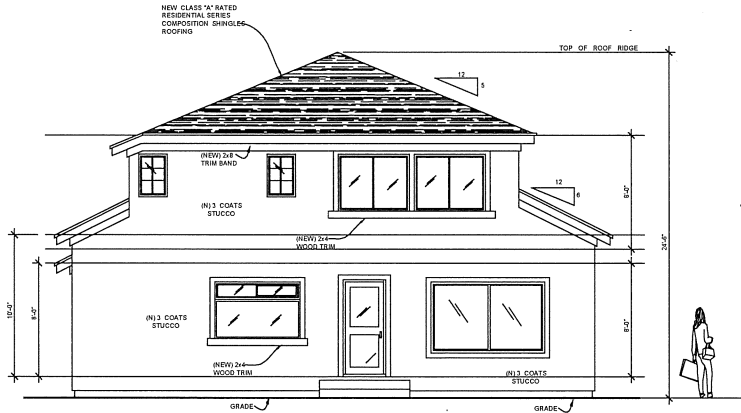 NEW CLASS "A" RATED
RESIDENTIAL SERIES
COMPOSITION SHINGLES
ROOFING
TOP OF ROOF RIDGE
12
5
(NEW) 2x8
TRIM BAND
(N) 3 COATS
STUCCO
12
6
8'-0"
(NEW) 2x4
WOOD TRIM
24'-6"
10'-0"
8'-0"
(N) 3 COATS
STUCCO
8'-0"
(NEW) 2x4
WOOD TRIM
(N) 3 COATS
STUCCO
GRADE
GRADE